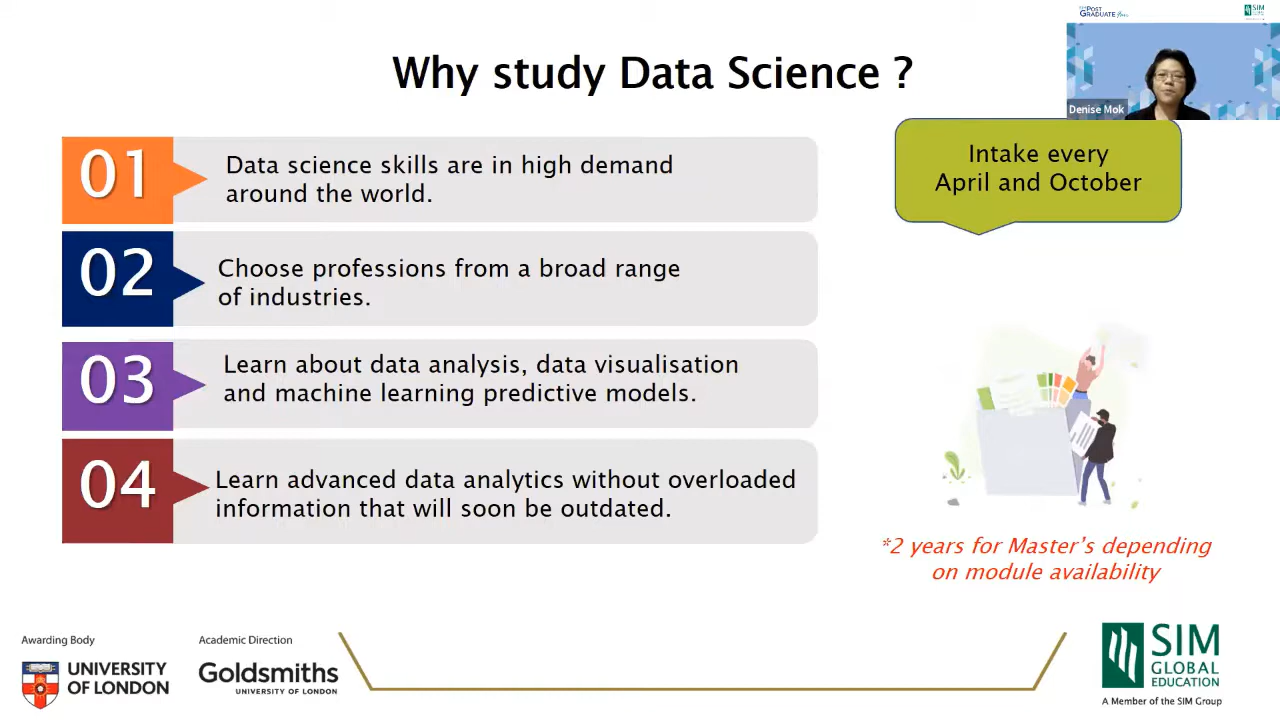 POST
GRADUATE
SIM
GLOBAL
Denise Mok
Why study Data Science ?
01
Data science skills are in high demand
around the world.
02
Choose professions from a broad range
of industries.
03
Learn about data analysis, data visualisation
and machine learning predictive models.
04
Learn advanced data analytics without overloaded
information that will soon be outdated.
Intake every
April and October
*2 years for Master's depending
on module availability
Awarding Body
UNIVERSITY
OF LONDON
Academic Direction
Goldsmiths
UNIVERSITY OF LONDON
SIM
GLOBAL
EDUCATION
A Member of the SIM Group